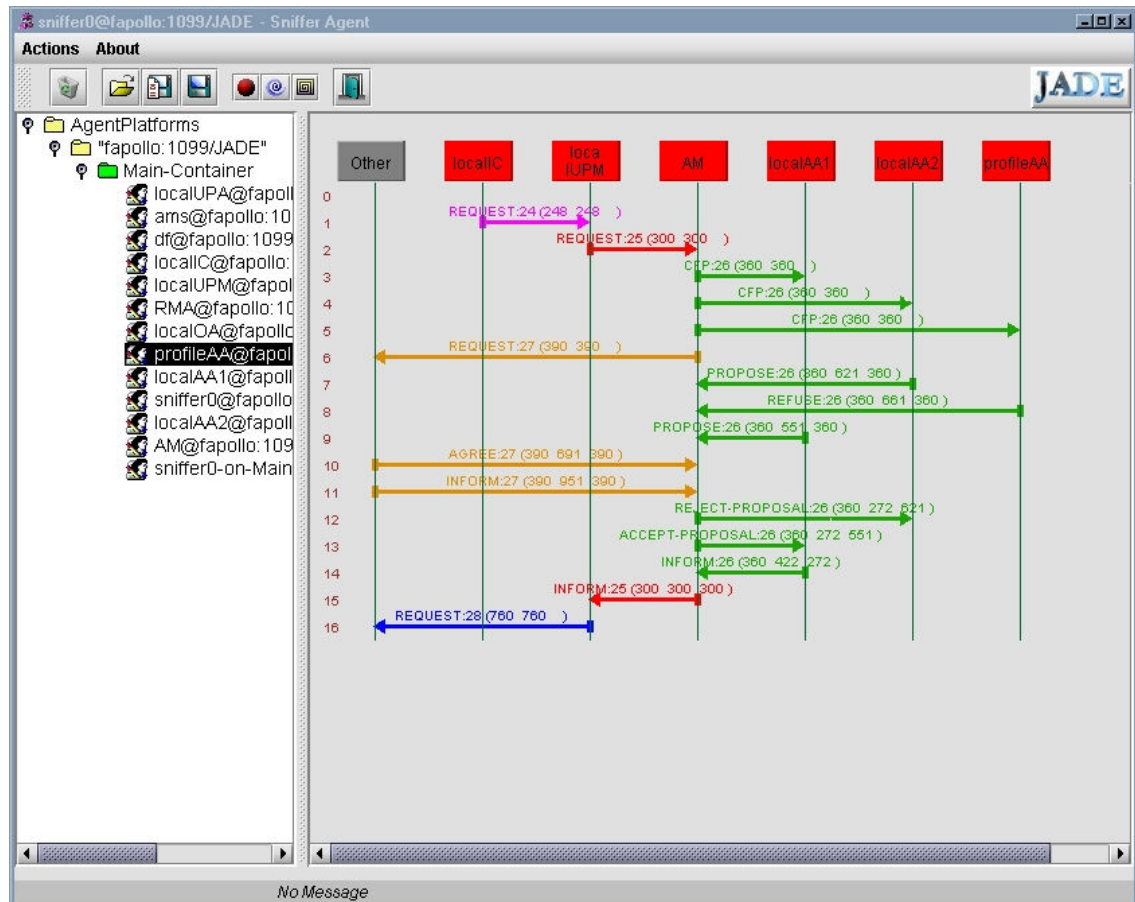 sniffer0@fapollo:1099/JADE - Sniffer Agent
Actions About
JADE
AgentPlatforms
"fapollo:1099/JADE"
Main-Container
localUPA@fapoll
ams@fapollo:10
df@fapollo:1099
localIC@fapollo:
localUPM@fapol
RMA@fapollo:10
localOA@fapollo
profileAA@fapol
localAA1@fapoll
sniffer0@fapollo
localAA2@fapoll
AM@fapollo:109
sniffer0-on-Main
Other localIC loca lUPM AM localAA1 localAA2 profileAA
0
REQUEST:24 (248 248 )
1
REQUEST:25 (300 300 )
2
CFP:26 (360 360 )
3
CFP:26 (360 360 )
4
CFP:26 (360 360 )
5
REQUEST:27 (390 390 )
6
PROPOSE:26 (360 621 360 )
7
REFUSE:26 (360 661 360 )
8
PROPOSE:26 (360 551 360 )
9
AGREE:27 (390 691 390 )
10
INFORM:27 (390 951 390 )
11
REJECT-PROPOSAL:26 (360 272 621 )
12
ACCEPT-PROPOSAL:26 (360 272 551 )
13
INFORM:26 (360 422 272 )
14
INFORM:25 (300 300 300 )
15
REQUEST:28 (760 760 )
16
No Message